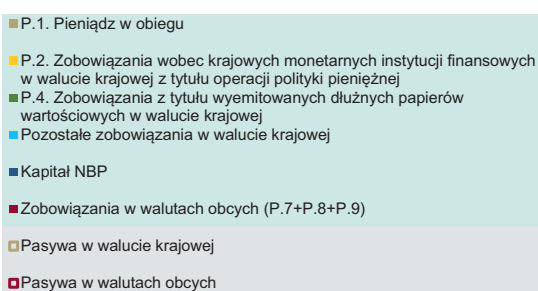 P.1. Pieniądz w obiegu
P.2. Zobowiązania wobec krajowych monetarnych instytucji finansowych
w walucie krajowej z tytułu operacji polityki pieniężnej
P.4. Zobowiązania z tytułu wyemitowanych dłużnych papierów
wartościowych w walucie krajowej
Pozostałe zobowiązania w walucie krajowej
Kapitał NBP
Zobowiązania w walutach obcych (P.7+P.8+P.9)
Pasywa w walucie krajowej
Pasywa w walutach obcych